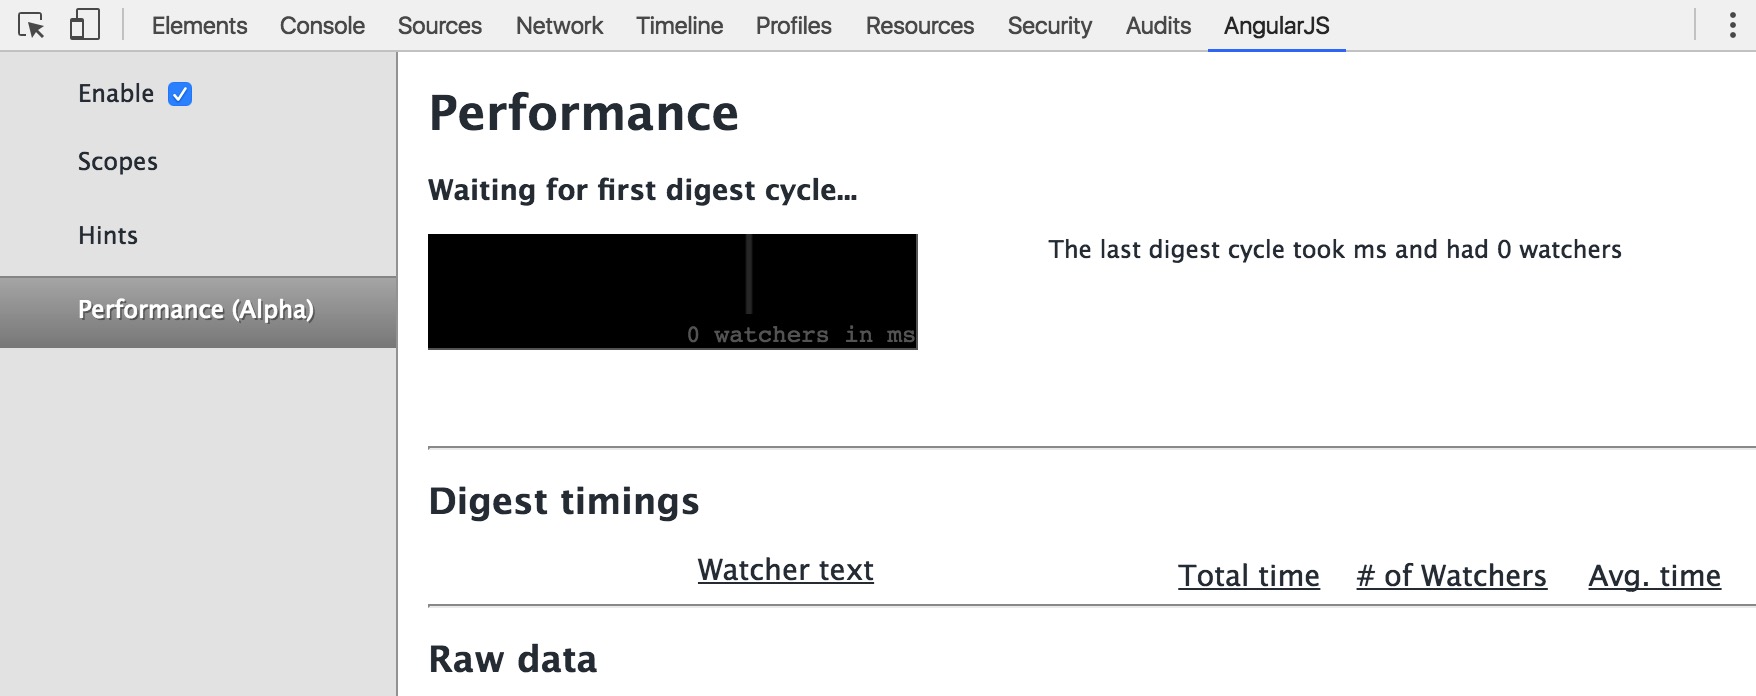 Elements Console Sources Network Timeline Profiles Resources Security Audits AngularJS
Enable
Scopes
Hints
Performance (Alpha)
Performance
Waiting for first digest cycle...
0 watchers in ms
The last digest cycle took ms and had 0 watchers
Digest timings
Watcher text Total time # of Watchers Avg. time
Raw data